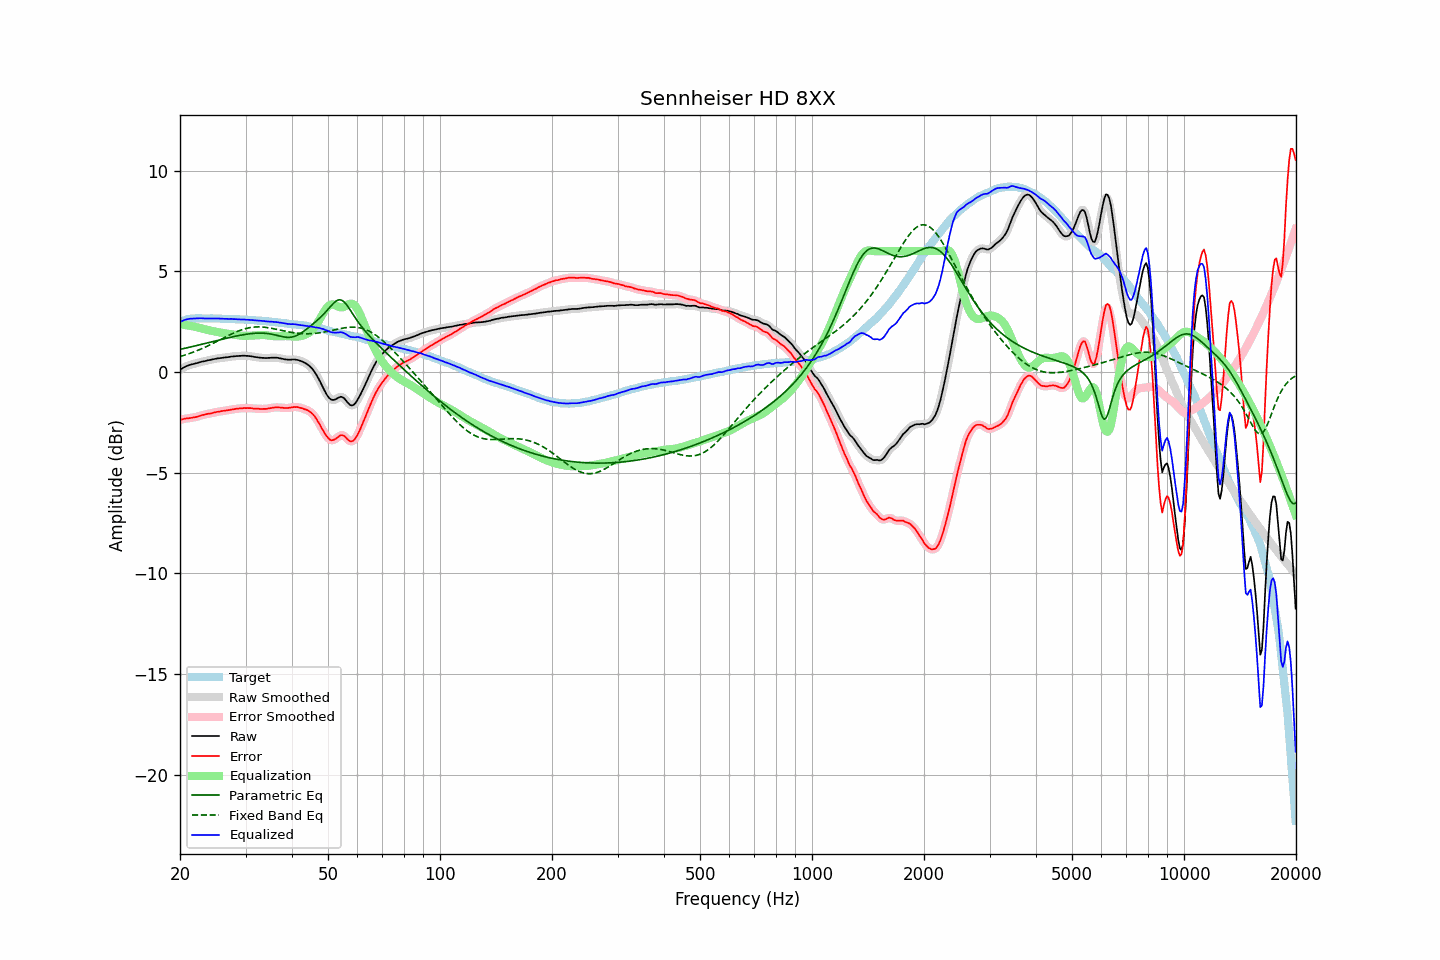 Sennheiser HD 8XX
Amplitude (dBr)
10
5
0
−5
−10
−15
−20
Target
Raw Smoothed
Error Smoothed
Raw
Error
Equalization
Parametric Eq
Fixed Band Eq
Equalized
20 50 100 200 500 1000 2000 5000 10000 20000
Frequency (Hz)